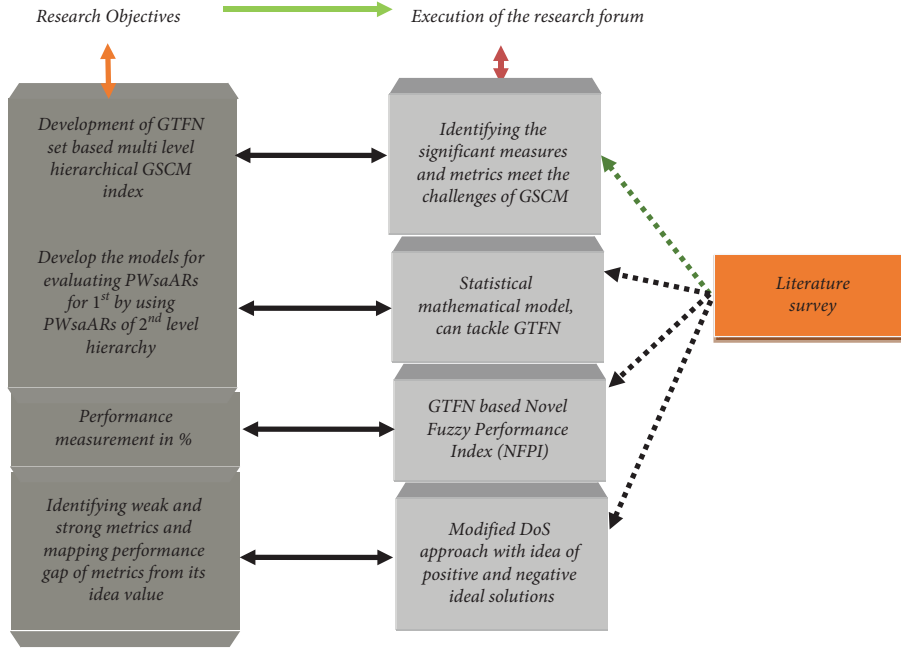 Research Objectives
Execution of the research forum
Development of GTFN
set based multi level
hierarchical GSCM
index
Develop the models for
evaluating PWsaARs
for 1st by using
PWsaARs of 2nd level
hierarchy
Performance
measurement in %
Identifying weak and
strong metrics and
mapping performance
gap of metrics from its
idea value
Identifying the
significant measures
and metrics meet the
challenges of GSCM
Statistical
mathematical model,
can tackle GTFN
GTFN based Novel
Fuzzy Performance
Index (NFPI)
Modified DoS
approach with idea of
positive and negative
ideal solutions
Literature
survey